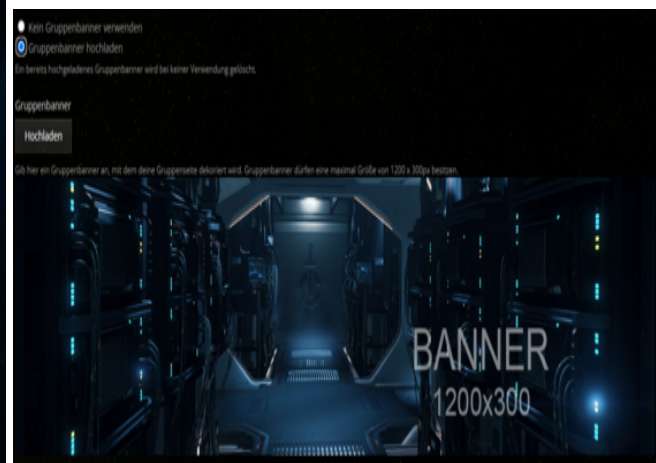 Kein Gruppenbanner verwenden
Gruppenbanner hochladen
Ein bereits hochgeladenes Gruppenbanner wird bei keiner Verwendung gelöscht.
Gruppenbanner
Hochladen
Gib hier ein Gruppenbanner an, mit dem deine Gruppenseite dekoriert wird. Gruppenbanner dürfen eine maximal Größe von 1200 x 300px besitzen.
BANNER
1200x300